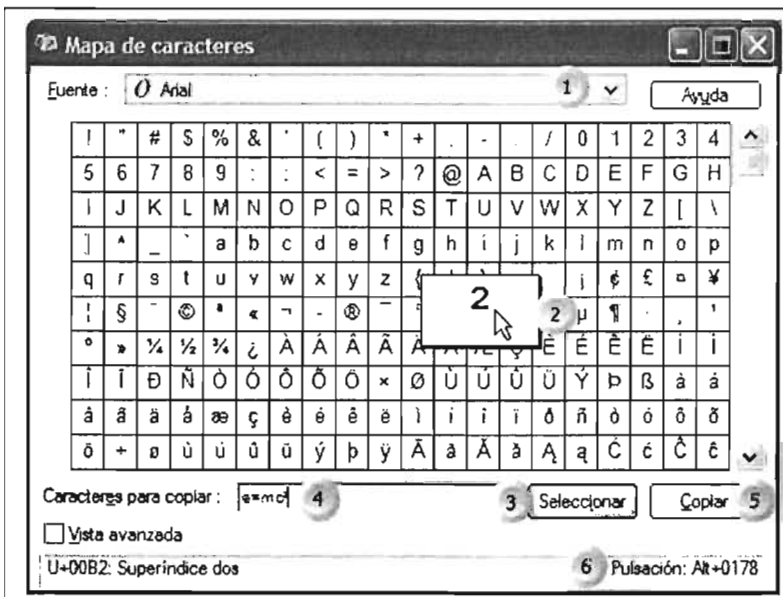 Mapa de caracteres
Fuente : O Arial 1 Ayuda
! " # $ % & ' ( ) * + , - . / 0 1 2 3 4
5 6 7 8 9 : ; < = > ? @ A B C D E F G H
I J K L M N O P Q R S T U V W X Y Z [ \
] ^ _ ` a b c d e f g h i j k l m n o p
q r s t u v w x y z { ¡ ¢ £ ¤ ¥
¦ § ¨ © ª « ¬ - ® ¯ ° 2 2 µ ¶ · ¸ ¹
º » ¼ ½ ¾ ¿ À Á Â Ã Ä Å Æ Ç È É Ê Ë Ì Í
Î Ï Ð Ñ Ò Ó Ô Õ Ö × Ø Ù Ú Û Ü Ý Þ ß à á
â ã ä å æ ç è é ê ë ì í î ï ð ñ ò ó ô õ
ö ÷ ø ù ú û ü ý þ ÿ Ā ā Ă ă Ą ą Ć ć Ĉ ĉ
Caracteres para copiar : e=mc² 4 3 Seleccionar Copiar 5
Vista avanzada
U+00B2: Superíndice dos 6 Pulsación: Alt+0178